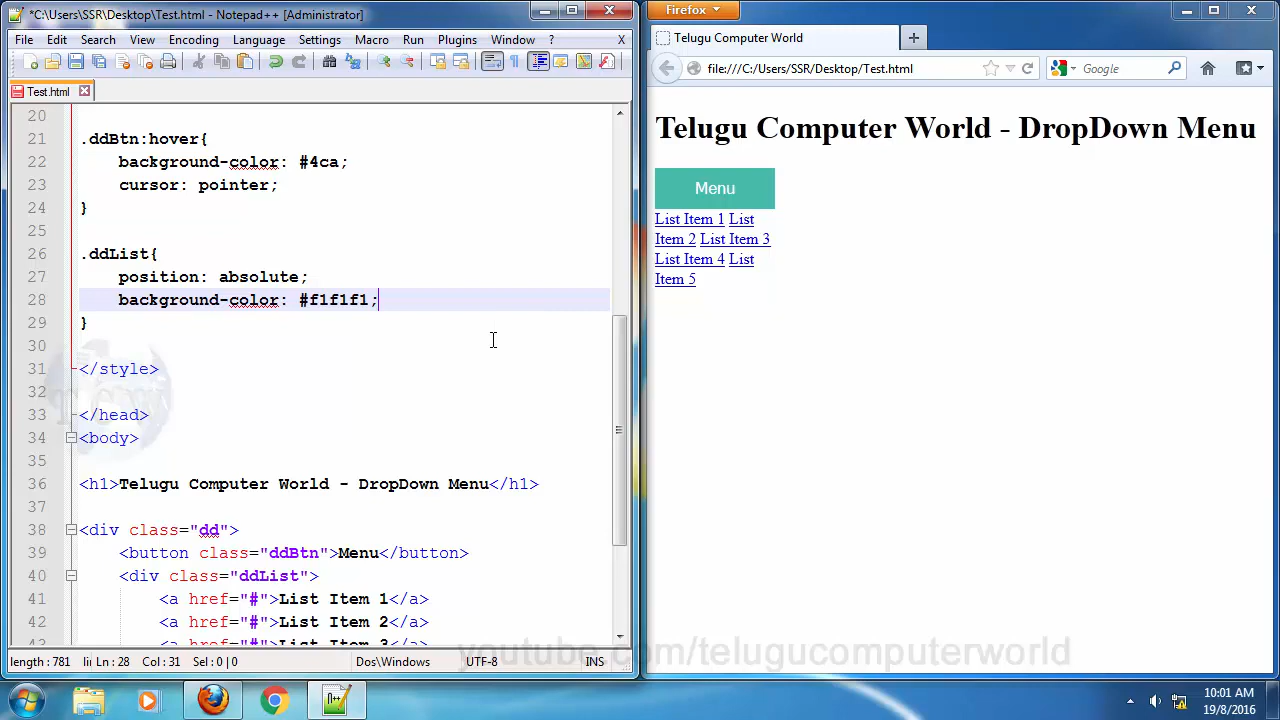 *C:\Users\SSR\Desktop\Test.html - Notepad++ [Administrator]
File Edit Search View Encoding Language Settings Macro Run Plugins Window ? X
Test.html
20
21 .ddBtn:hover{
22 background-color: #4ca;
23 cursor: pointer;
24 }
25
26 .ddList{
27 position: absolute;
28 background-color: #f1f1f1;
29 }
30
31 </style>
32
33 </head>
34 <body>
35
36 <h1>Telugu Computer World - DropDown Menu</h1>
37
38 <div class="dd">
39 <button class="ddBtn">Menu</button>
40 <div class="ddList">
41 <a href="#">List Item 1</a>
42 <a href="#">List Item 2</a>
43 <a href="#">List Item 3</a>
length : 781 lii Ln : 28 Col : 31 Sel : 0 | 0 Dos\Windows UTF-8 INS
Firefox
Telugu Computer World
file:///C:/Users/SSR/Desktop/Test.html
Google
Telugu Computer World - DropDown Menu
Menu
List Item 1 List
Item 2 List Item 3
List Item 4 List
Item 5
youtube.com/telugucomputerworld
10:01 AM
19/8/2016